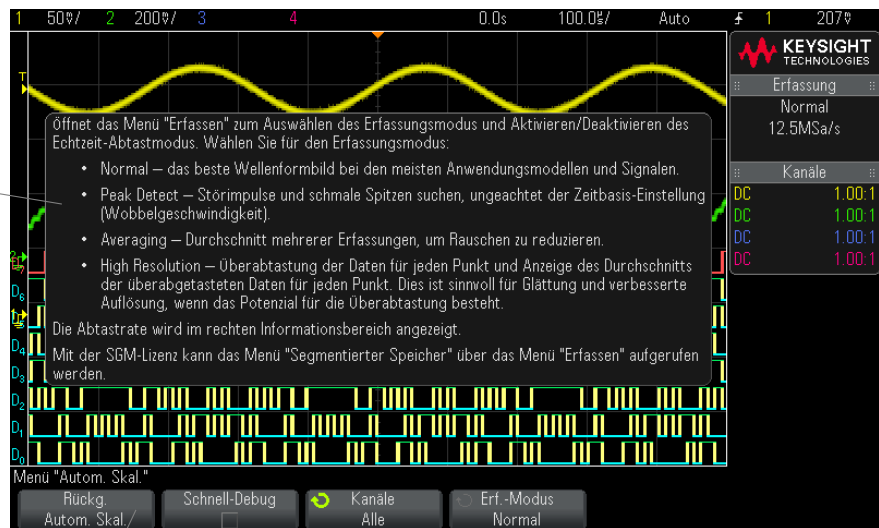 1 50V/ 2 200V/ 3 4 0.0s 100.0µ/ Auto 1 207V
KEYSIGHT
TECHNOLOGIES
Erfassung
Normal
12.5MSa/s
Kanäle
DC 1.00:1
DC 1.00:1
DC 1.00:1
DC 1.00:1
T
Öffnet das Menü "Erfassen" zum Auswählen des Erfassungsmodus und Aktivieren/Deaktivieren des
Echtzeit-Abtastmodus. Wählen Sie für den Erfassungsmodus:
• Normal – das beste Wellenformbild bei den meisten Anwendungsmodellen und Signalen.
• Peak Detect – Störimpulse und schmale Spitzen suchen, ungeachtet der Zeitbasis-Einstellung
(Wobbelgeschwindigkeit).
• Averaging – Durchschnitt mehrerer Erfassungen, um Rauschen zu reduzieren.
• High Resolution – Überabtastung der Daten für jeden Punkt und Anzeige des Durchschnitts
der überabgetasteten Daten für jeden Punkt. Dies ist sinnvoll für Glättung und verbesserte
Auflösung, wenn das Potenzial für die Überabtastung besteht.
Die Abtastrate wird im rechten Informationsbereich angezeigt.
Mit der SGM-Lizenz kann das Menü "Segmentierter Speicher" über das Menü "Erfassen" aufgerufen
werden.
D6
D4
D3
D2
D1
D0
Menü "Autom. Skal."
Rückg.
Autom. Skal./
Schnell-Debug
Kanäle
Alle
Erf.-Modus
Normal